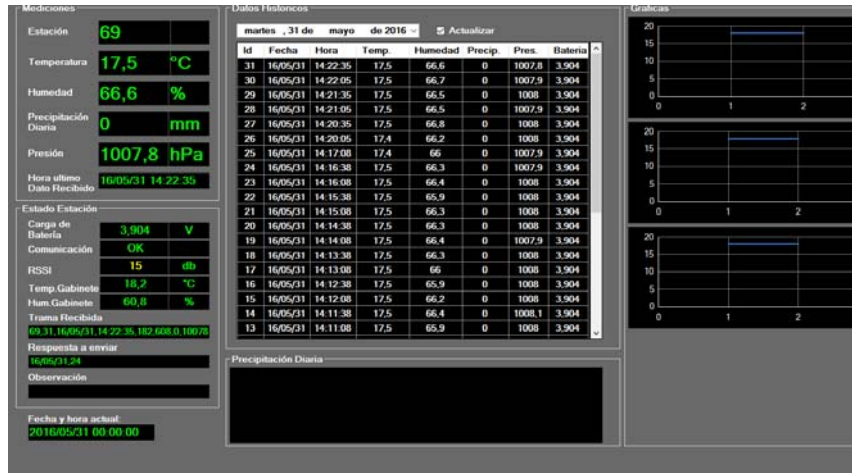 Mediciones
Estación 69
Temperatura 17,5 °C
Humedad 66,6 %
Precipitación Diaria 0 mm
Presión 1007,8 hPa
Hora ultimo Dato Recibido 16/05/31 14:22:35
Estado Estación
Carga de Batería 3,904 V
Comunicación OK
RSSI 15 db
Temp.Gabinete 18,2 °C
Hum.Gabinete 60,8 %
Trama Recibida
69,31,16/05/31,14:22:35,182,608,0,10078
Respuesta a enviar
16/05/31,24
Observación
Fecha y hora actual:
2016/05/31 00:00:00
Datos Históricos
martes , 31 de mayo de 2016 Actualizar
Id Fecha Hora Temp. Humedad Precip. Pres. Batería
31 16/05/31 14:22:35 17,5 66,6 0 1007,8 3,904
30 16/05/31 14:22:05 17,5 66,7 0 1007,9 3,904
29 16/05/31 14:21:35 17,5 66,5 0 1008 3,904
28 16/05/31 14:21:05 17,5 66,5 0 1007,9 3,904
27 16/05/31 14:20:35 17,5 66,8 0 1008 3,904
26 16/05/31 14:20:05 17,4 66,2 0 1008 3,904
25 16/05/31 14:17:08 17,4 66 0 1007,9 3,904
24 16/05/31 14:16:38 17,5 66,3 0 1007,9 3,904
23 16/05/31 14:16:08 17,5 66,4 0 1008 3,904
22 16/05/31 14:15:38 17,5 65,9 0 1008 3,904
21 16/05/31 14:15:08 17,5 66,3 0 1008 3,904
20 16/05/31 14:14:38 17,5 66,3 0 1008 3,904
19 16/05/31 14:14:08 17,5 66,4 0 1007,9 3,904
18 16/05/31 14:13:38 17,5 66,3 0 1008 3,904
17 16/05/31 14:13:08 17,5 66 0 1008 3,904
16 16/05/31 14:12:38 17,5 65,9 0 1008 3,904
15 16/05/31 14:12:08 17,5 66,2 0 1008 3,904
14 16/05/31 14:11:38 17,5 66,4 0 1008,1 3,904
13 16/05/31 14:11:08 17,5 65,9 0 1008 3,904
Precipitación Diaria
Graficas
20
15
10
5
0
0 1 2
20
15
10
5
0
0 1 2
20
15
10
5
0
0 1 2